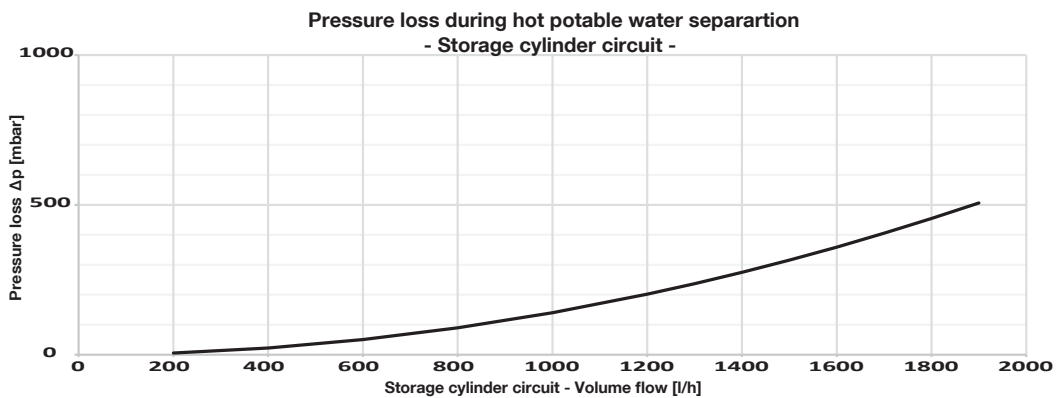 Pressure loss during hot potable water separartion
- Storage cylinder circuit -
Pressure loss Δp [mbar]
1000
500
0
0 200 400 600 800 1000 1200 1400 1600 1800 2000
Storage cylinder circuit - Volume flow [l/h]